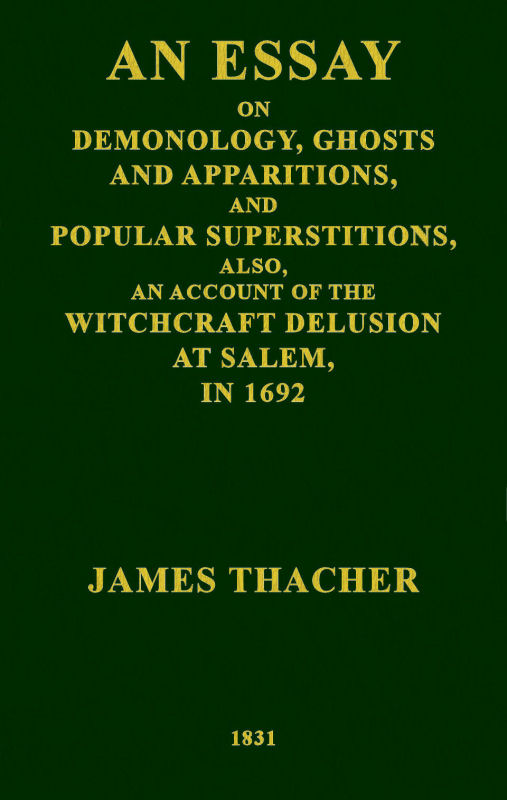 AN ESSAY
ON
DEMONOLOGY, GHOSTS
AND APPARITIONS,
AND
POPULAR SUPERSTITIONS,
ALSO,
AN ACCOUNT OF THE
WITCHCRAFT DELUSION
AT SALEM,
IN 1692
JAMES THACHER
1831